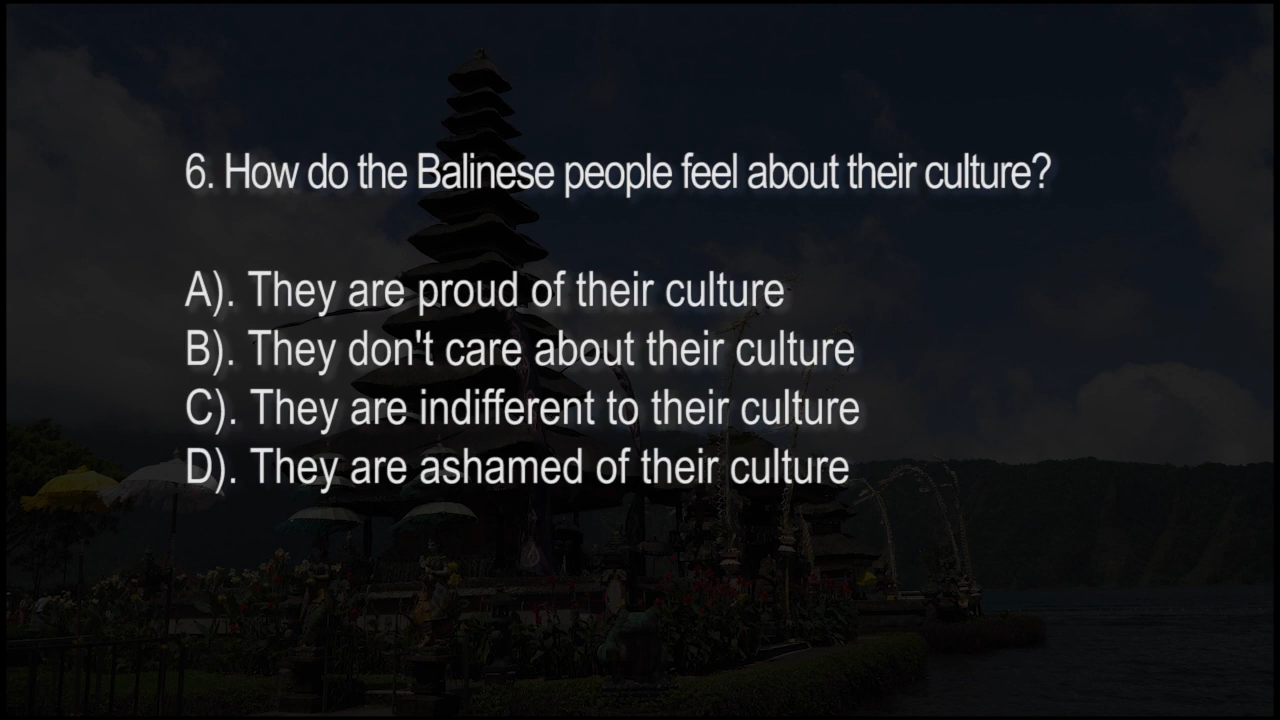 6. How do the Balinese people feel about their culture?
A). They are proud of their culture
B). They don't care about their culture
C). They are indifferent to their culture
D). They are ashamed of their culture